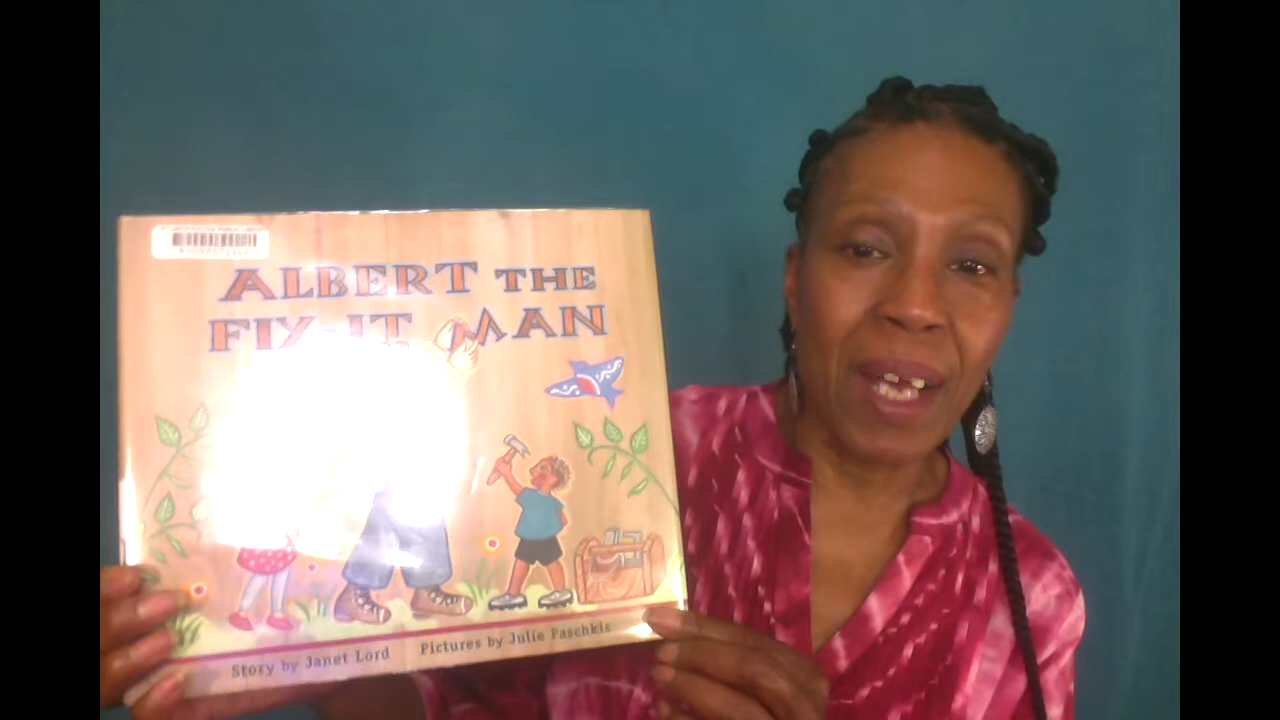 ALBERT THE
FIX-IT MAN
Story by Janet Lord Pictures by Julie Paschkis